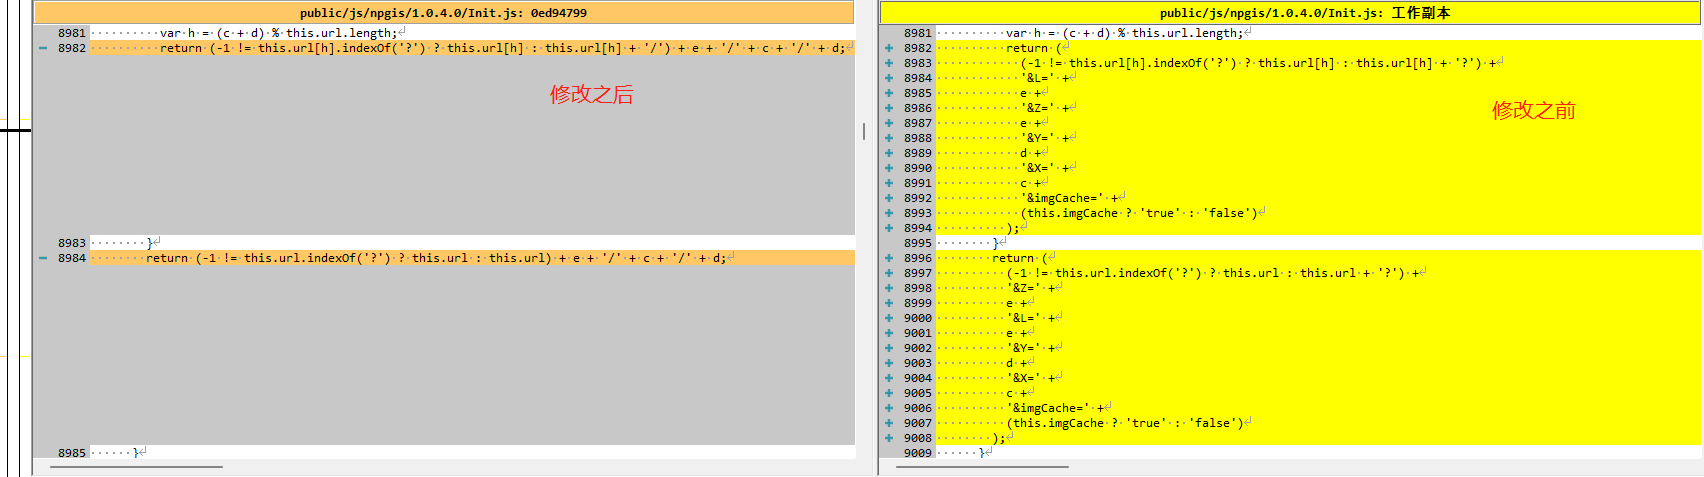 public/js/npgis/1.0.4.0/Init.js: 0ed94799
8981 var h = (c + d) % this.url.length;
8982 return (-1 != this.url[h].indexOf('?') ? this.url[h] : this.url[h] + '/') + e + '/' + c + '/' + d;
修改之后
8983 }
8984 return (-1 != this.url.indexOf('?') ? this.url : this.url) + e + '/' + c + '/' + d;
8985 }
public/js/npgis/1.0.4.0/Init.js: 工作副本
8981 var h = (c + d) % this.url.length;
8982 return (
8983 (-1 != this.url[h].indexOf('?') ? this.url[h] : this.url[h] + '?') +
8984 '&L=' +
8985 e +
8986 '&Z=' +
修改之前
8987 e +
8988 '&Y=' +
8989 d +
8990 '&X=' +
8991 c +
8992 '&imgCache=' +
8993 (this.imgCache ? 'true' : 'false')
8994 );
8995 }
8996 return (
8997 (-1 != this.url.indexOf('?') ? this.url : this.url + '?') +
8998 '&Z=' +
8999 e +
9000 '&L=' +
9001 e +
9002 '&Y=' +
9003 d +
9004 '&X=' +
9005 c +
9006 '&imgCache=' +
9007 (this.imgCache ? 'true' : 'false')
9008 );
9009 }